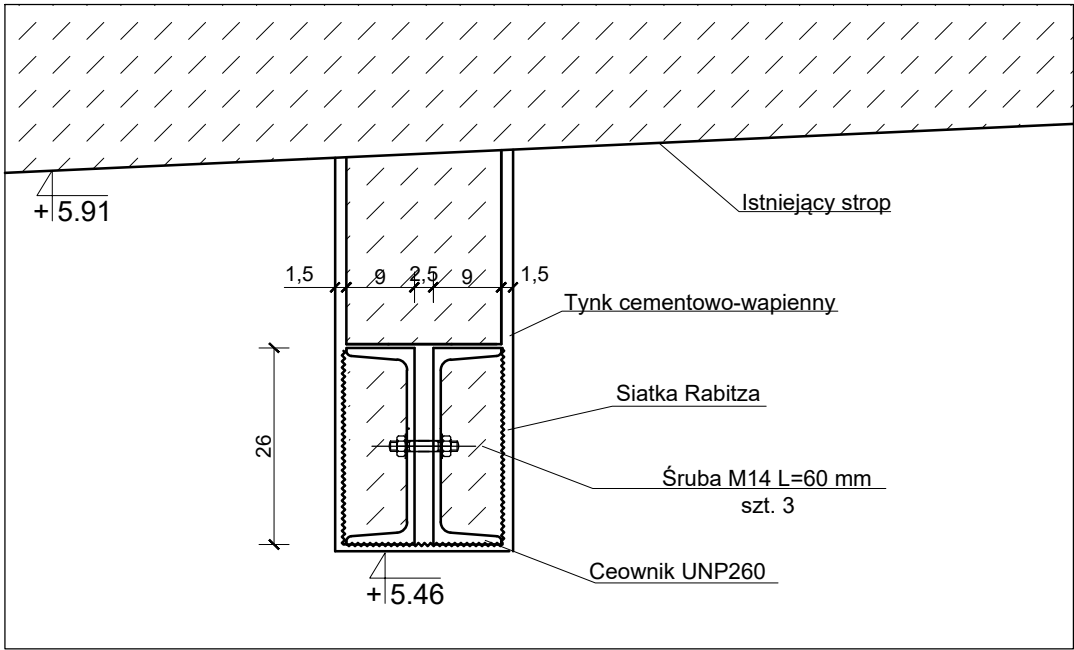 +5.91
Istniejący strop
1,5 9 2,5 9 1,5
Tynk cementowo-wapienny
Siatka Rabitza
26
Śruba M14 L=60 mm
szt. 3
Ceownik UNP260
+5.46